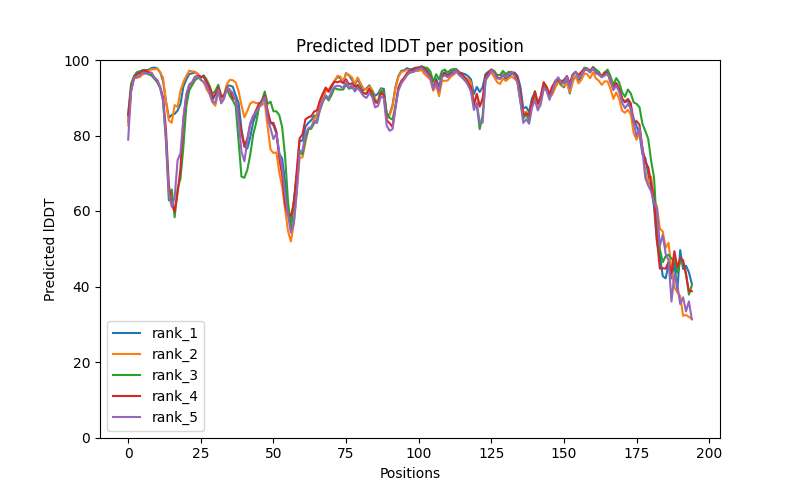 Predicted lDDT per position
Predicted lDDT
100
80
60
40
20
0
rank_1
rank_2
rank_3
rank_4
rank_5
0 25 50 75 100 125 150 175 200
Positions